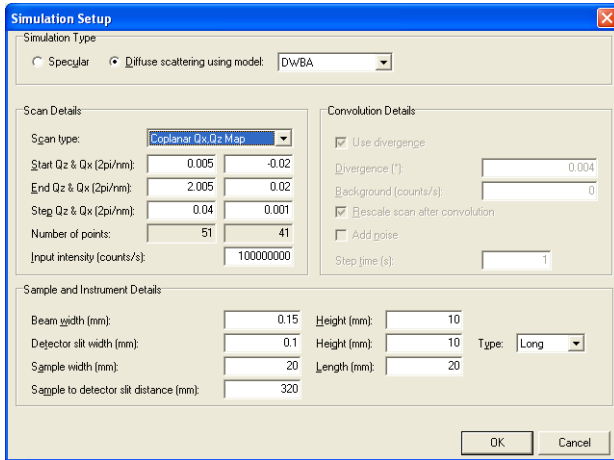 Simulation Setup
Simulation Type
Specular Diffuse scattering using model: DWBA
Scan Details
Scan type: Coplanar Qx,Qz Map
Start Qz & Qx (2pi/nm): 0.005 -0.02
End Qz & Qx (2pi/nm): 2.005 0.02
Step Qz & Qx (2pi/nm): 0.04 0.001
Number of points: 51 41
Input intensity (counts/s): 100000000
Convolution Details
Use divergence
Divergence (°): 0.004
Background (counts/s): 0
Rescale scan after convolution
Add noise
Step time (s): 1
Sample and Instrument Details
Beam width (mm): 0.15 Height (mm): 10
Detector slit width (mm): 0.1 Height (mm): 10 Type: Long
Sample width (mm): 20 Length (mm): 20
Sample to detector slit distance (mm): 320
OK Cancel